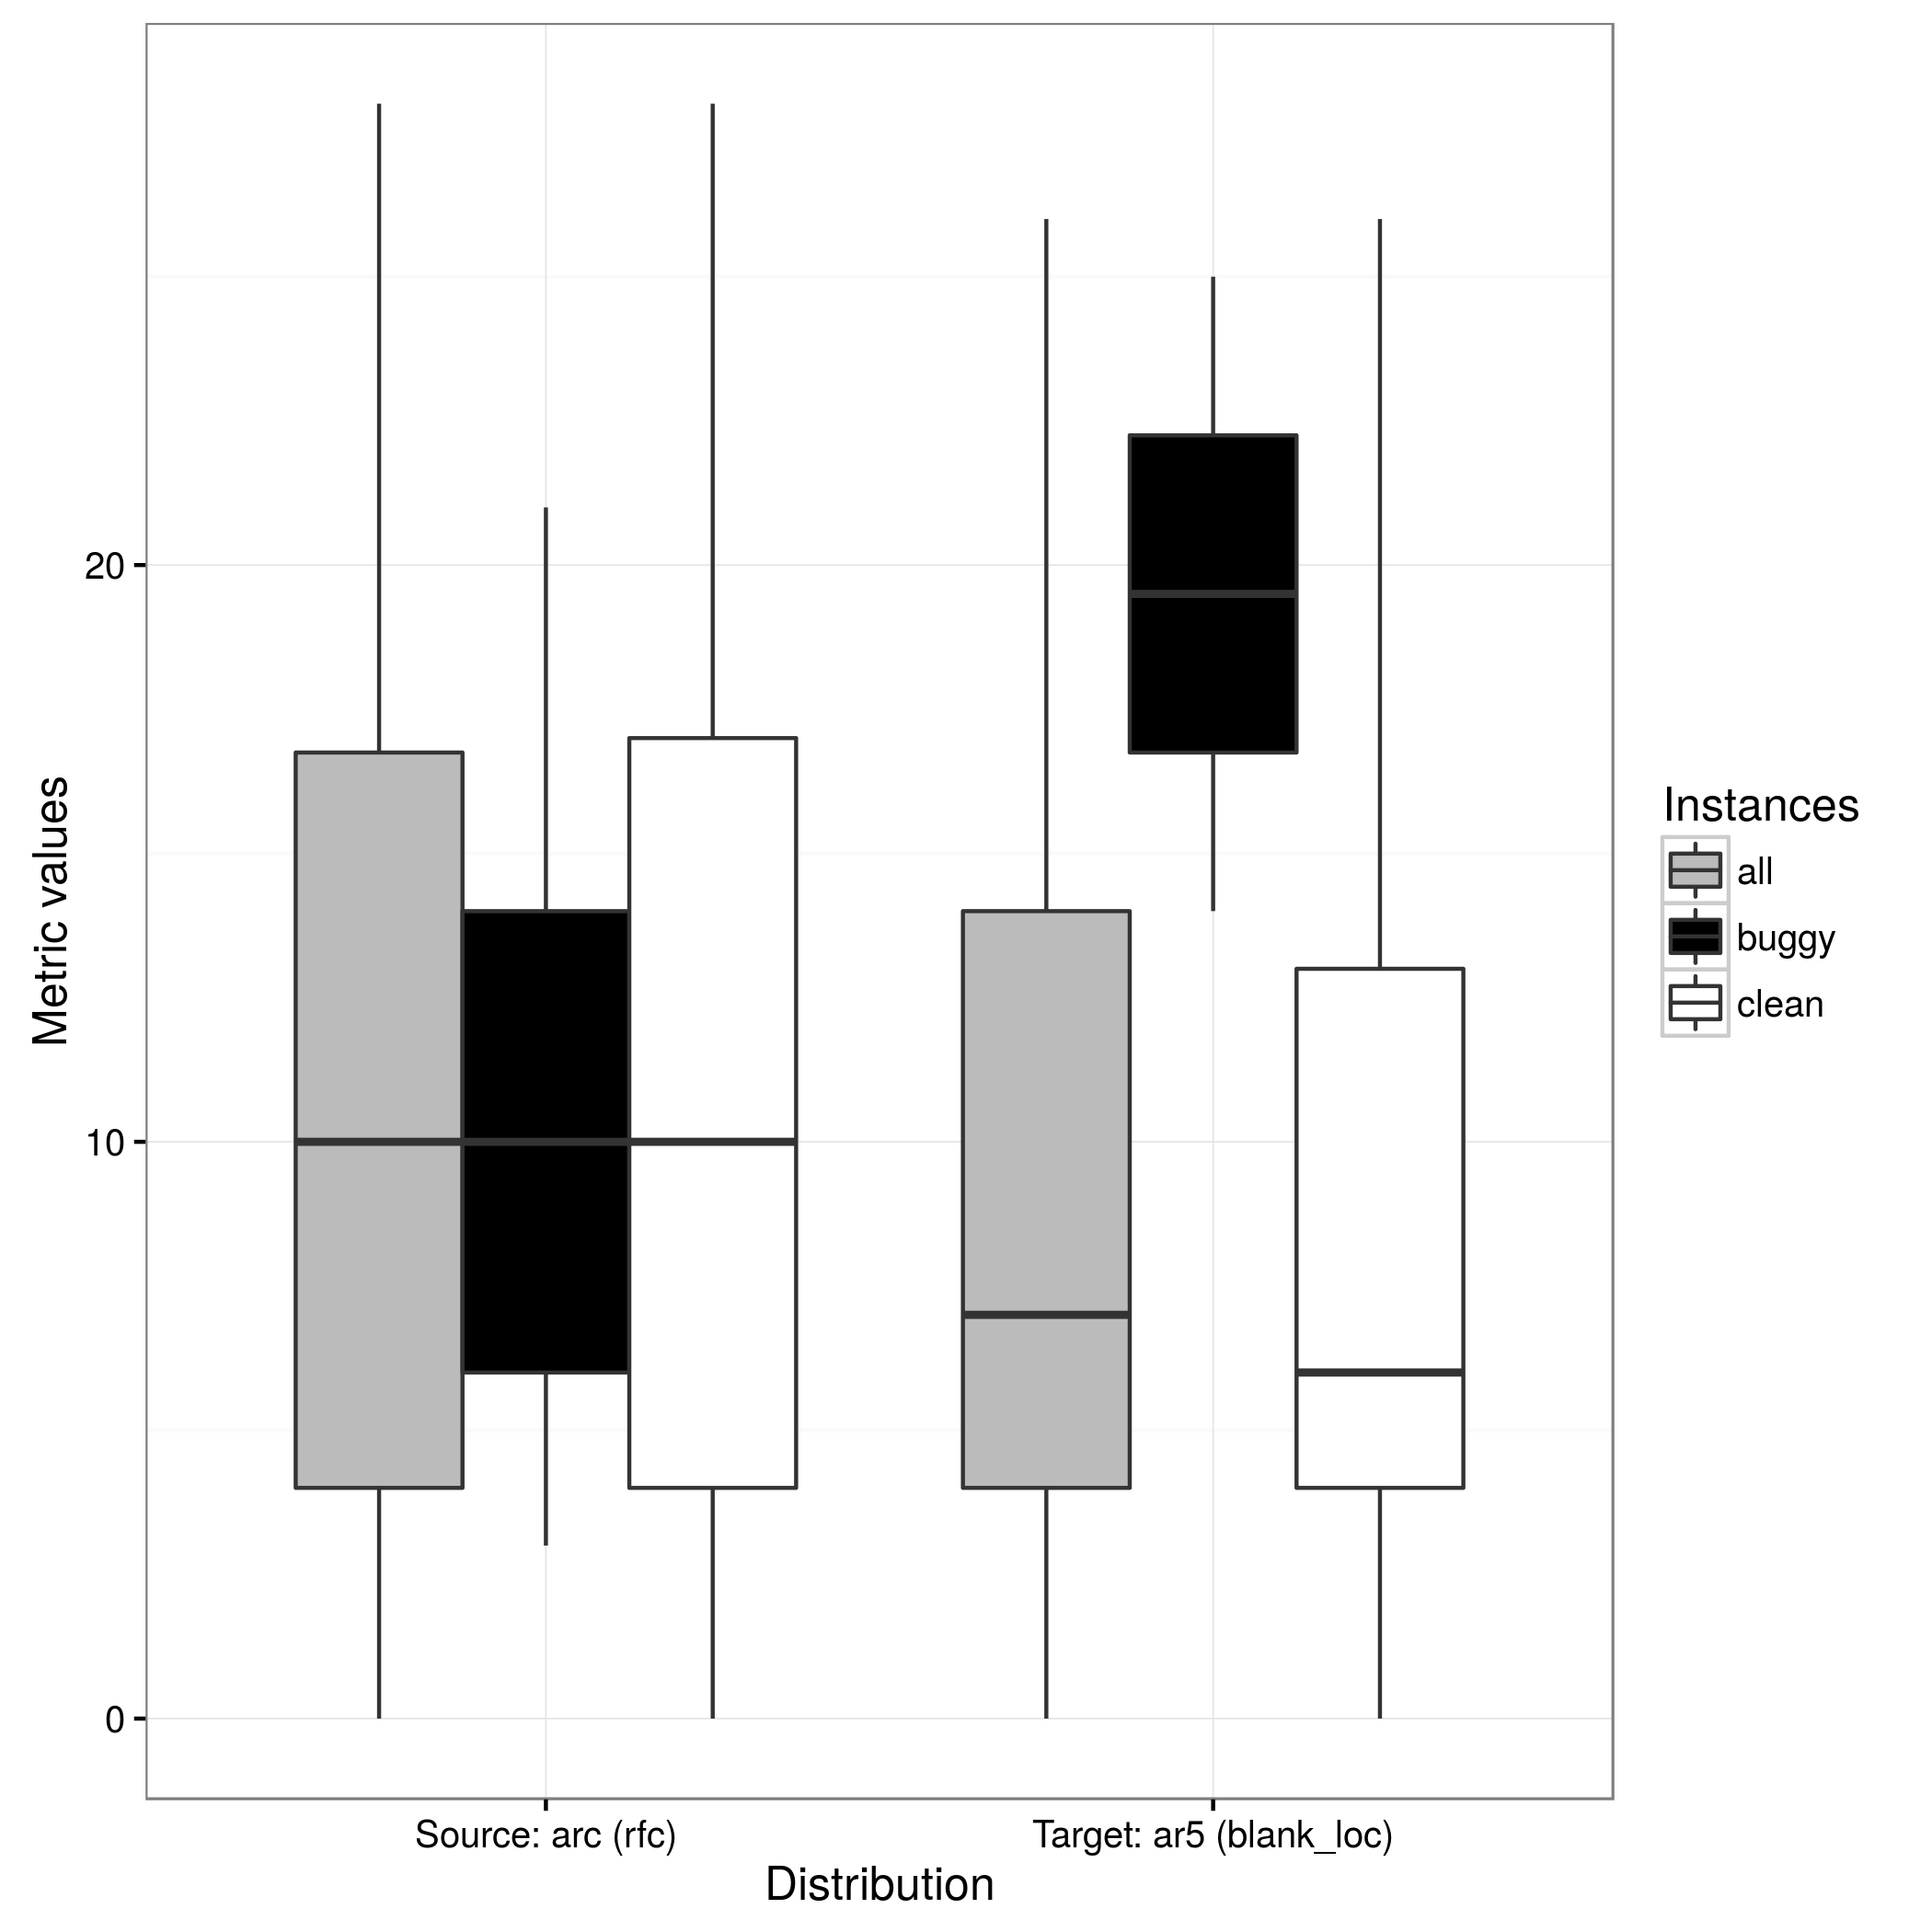 Metric values
20
10
0
Source: arc (rfc)
Target: ar5 (blank_loc)
Distribution
Instances
all
buggy
clean